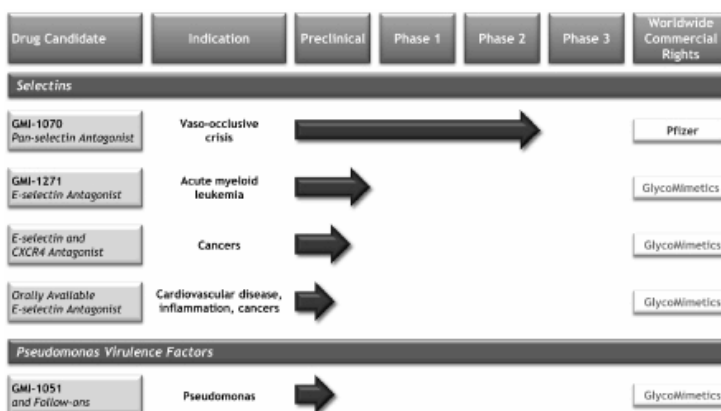 Drug Candidate
Indication
Preclinical
Phase 1
Phase 2
Phase 3
Worldwide
Commercial
Rights
Selectins
GMI-1070
Pan-selectin Antagonist
Vaso-occlusive
crisis
Pfizer
GMI-1271
E-selectin Antagonist
Acute myeloid
leukemia
GlycoMimetics
E-selectin and
CXCR4 Antagonist
Cancers
GlycoMimetics
Orally Available
E-selectin Antagonist
Cardiovascular disease,
inflammation, cancers
GlycoMimetics
Pseudomonas Virulence Factors
GMI-1051
and Follow-ons
Pseudomonas
GlycoMimetics